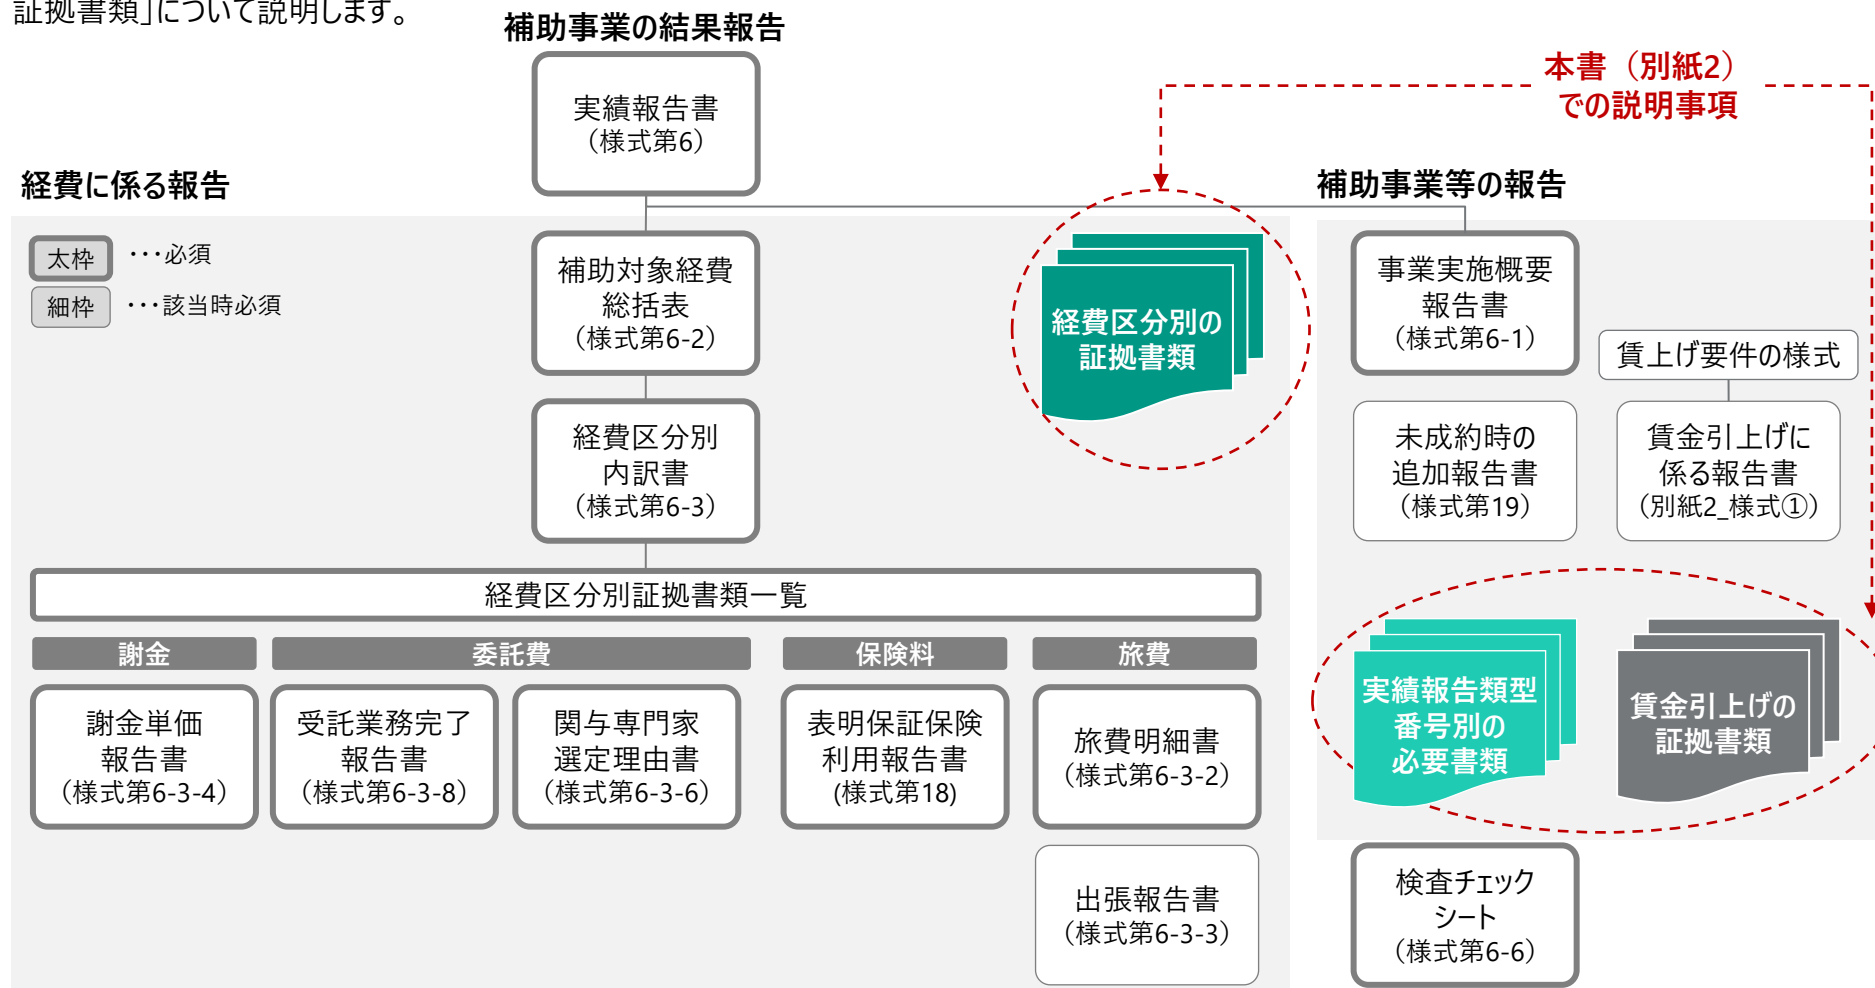 証拠書類」について説明します。
補助事業の結果報告
実績報告書
（様式第6）
本書（別紙2）
での説明事項
経費に係る報告
太枠
・・・必須
細枠
・・・該当時必須
補助対象経費
総括表
（様式第6-2）
経費区分別
内訳書
（様式第6-3）
経費区分別の
証拠書類
経費区分別証拠書類一覧
謝金
委託費
保険料
旅費
謝金単価
報告書
（様式第6-3-4）
受託業務完了
報告書
（様式第6-3-8）
関与専門家
選定理由書
（様式第6-3-6）
表明保証保険
利用報告書
(様式第18)
旅費明細書
（様式第6-3-2）
出張報告書
（様式第6-3-3）
補助事業等の報告
事業実施概要
報告書
（様式第6-1）
賃上げ要件の様式
未成約時の
追加報告書
（様式第19）
賃金引上げに
係る報告書
（別紙2_様式①）
実績報告類型
番号別の
必要書類
賃金引上げの
証拠書類
検査チェック
シート
（様式第6-6）